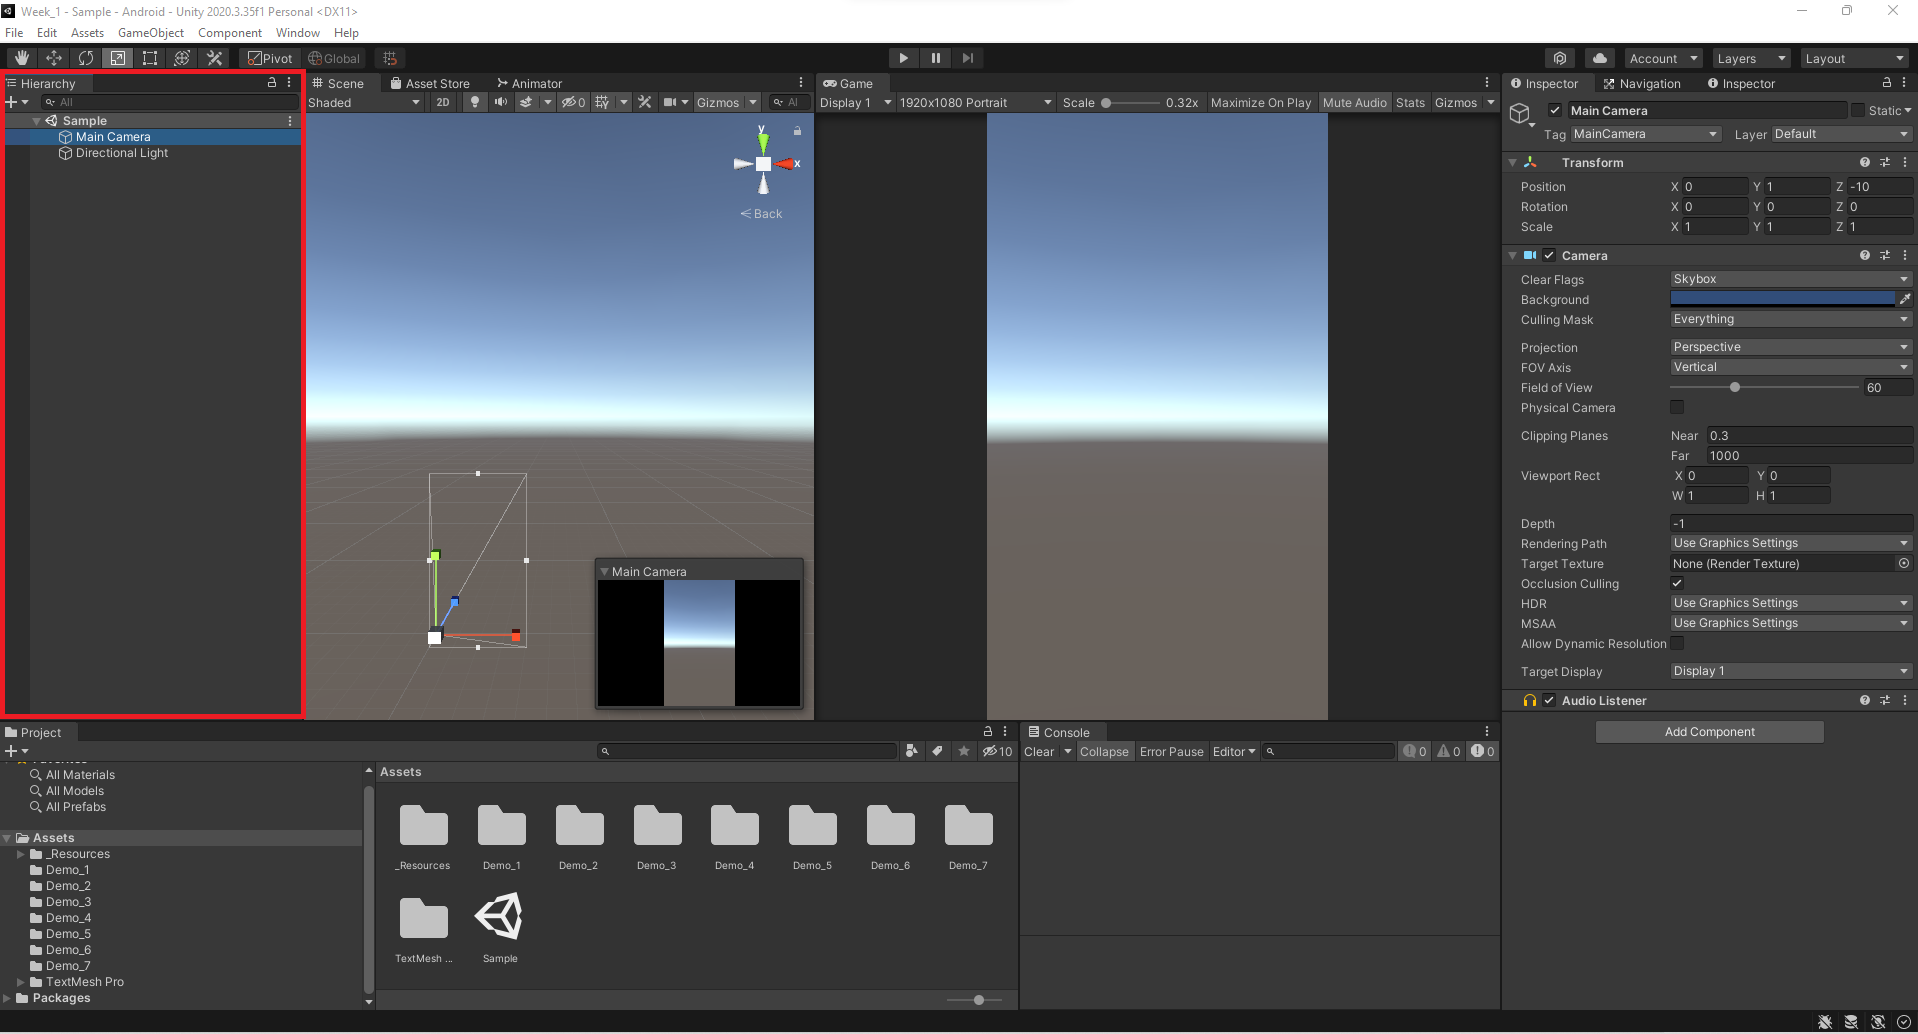 Week_1 - Sample - Android - Unity 2020.3.35f1 Personal <DX11>
File Edit Assets GameObject Component Window Help
Pivot Global Account Layers Layout
Hierarchy
All
Sample
Main Camera
Directional Light
Scene Asset Store Animator
Shaded 2D 0 Gizmos Al
y
x
Back
Main Camera
Game
Display 1 1920x1080 Portrait Scale 0.32x Maximize On Play Mute Audio Stats Gizmos
Inspector Navigation Inspector
Main Camera Static
Tag MainCamera Layer Default
Transform
Position X 0 Y 1 Z -10
Rotation X 0 Y 0 Z 0
Scale X 1 Y 1 Z 1
Camera
Clear Flags Skybox
Background
Culling Mask Everything
Projection Perspective
FOV Axis Vertical
Field of View 60
Physical Camera
Clipping Planes Near 0.3
Far 1000
Viewport Rect X 0 Y 0
W 1 H 1
Depth -1
Rendering Path Use Graphics Settings
Target Texture None (Render Texture)
Occlusion Culling
HDR Use Graphics Settings
MSAA Use Graphics Settings
Allow Dynamic Resolution
Target Display Display 1
Audio Listener
Add Component
Project
10
All Materials
All Models
All Prefabs
Assets
_Resources
Demo_1
Demo_2
Demo_3
Demo_4
Demo_5
Demo_6
Demo_7
TextMesh Pro
Packages
Assets
_Resources Demo_1 Demo_2 Demo_3 Demo_4 Demo_5 Demo_6 Demo_7
TextMesh ... Sample
Console
Clear Collapse Error Pause Editor 0 0 0